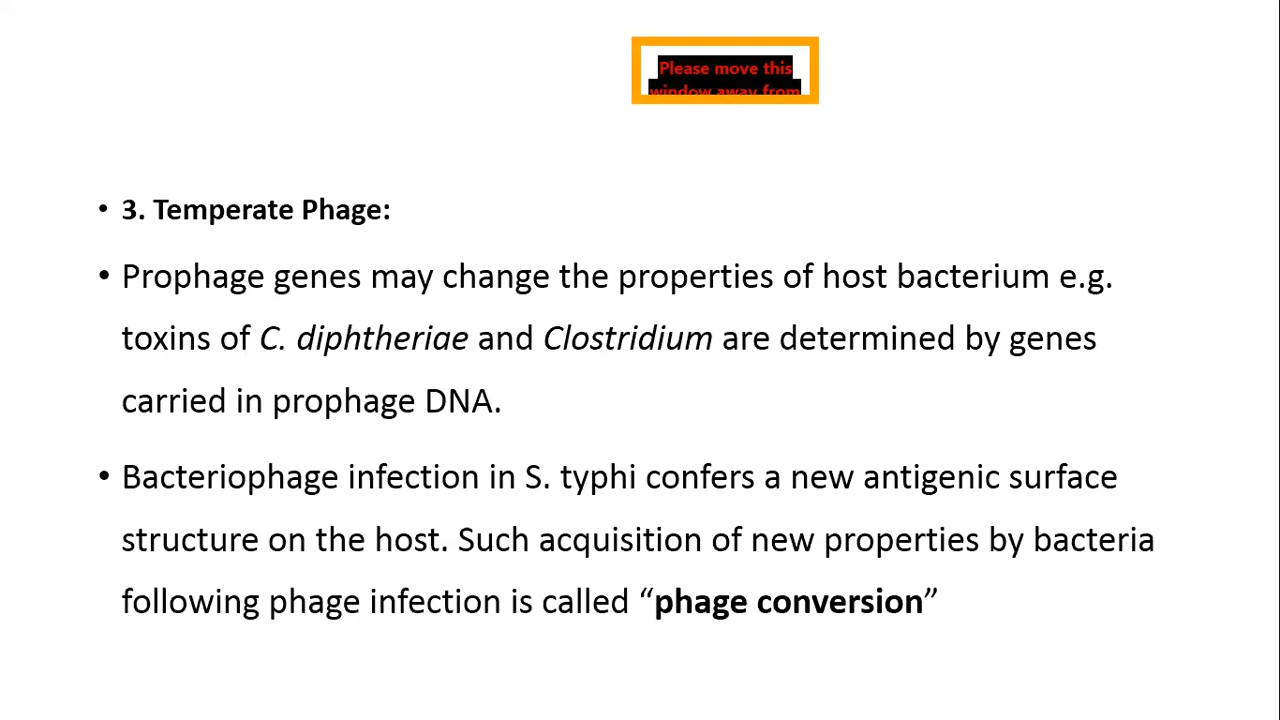 Please move this
window away from
• 3. Temperate Phage:
• Prophage genes may change the properties of host bacterium e.g.
toxins of C. diphtheriae and Clostridium are determined by genes
carried in prophage DNA.
• Bacteriophage infection in S. typhi confers a new antigenic surface
structure on the host. Such acquisition of new properties by bacteria
following phage infection is called “phage conversion”